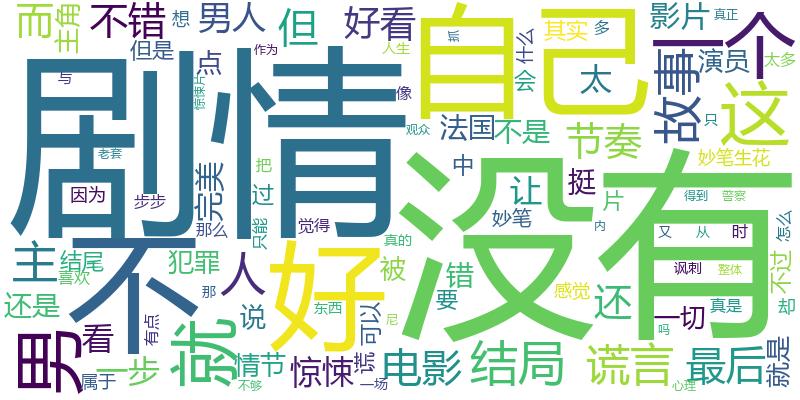 剧情
没有
自己
不
好
一个
这
男
就
故事
不错
而
主角
但是
想
男人
点
但
好看
作为
惊悚片
与
像
人生
抓
什么
会
其实
多
太
影片
真正
演员
太多
法国
不是
节奏
观众
只
妙笔生花
老套
因为
步步
完美
那么
把
过
只能
觉得
中
让
妙笔
挺
片
得到
警察
内
又
从
时
怎么
主
结尾
喜欢
犯罪
那
人
真的
被
错
要
还
感觉
一切
讽刺
整体
真是
不过
却
还是
看
有点
说
东西
可以
尼
吗
属于
一步
情节
不够
惊悚
谎
一场
电影
结局
谎言
心理
最后
就是